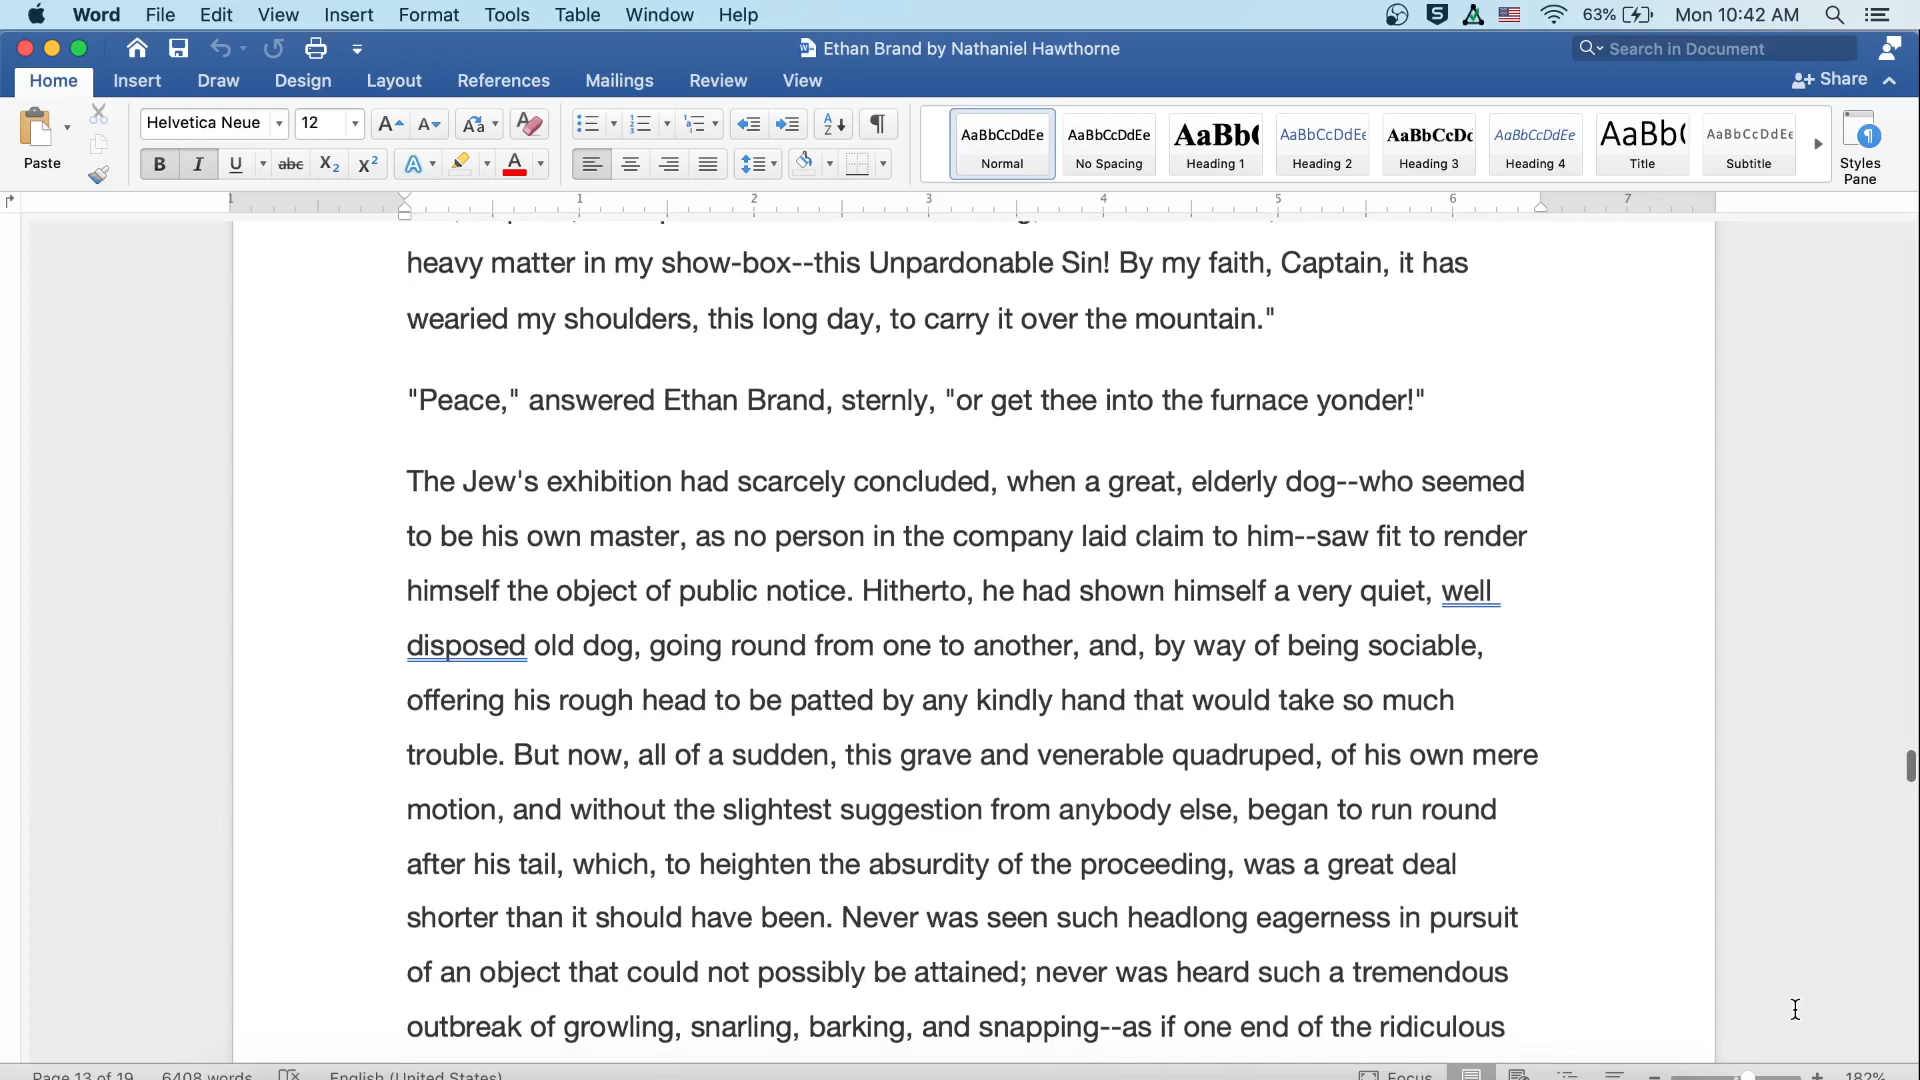 Word File Edit View Insert Format Tools Table Window Help 63% Mon 10:42 AM
Ethan Brand by Nathaniel Hawthorne Search in Document
Home Insert Draw Design Layout References Mailings Review View Share
Paste Helvetica Neue 12
AaBbCcDdEe AaBbCcDdEe AaBb( AaBbCcDdE AaBbCcDc AaBbCcDdEe AaBb( AaBbCcDdEe
Normal No Spacing Heading 1 Heading 2 Heading 3 Heading 4 Title Subtitle Styles Pane
1 1 2 3 4 5 6 7
heavy matter in my show-box--this Unpardonable Sin! By my faith, Captain, it has
wearied my shoulders, this long day, to carry it over the mountain."
"Peace," answered Ethan Brand, sternly, "or get thee into the furnace yonder!"
The Jew's exhibition had scarcely concluded, when a great, elderly dog--who seemed
to be his own master, as no person in the company laid claim to him--saw fit to render
himself the object of public notice. Hitherto, he had shown himself a very quiet, well
disposed old dog, going round from one to another, and, by way of being sociable,
offering his rough head to be patted by any kindly hand that would take so much
trouble. But now, all of a sudden, this grave and venerable quadruped, of his own mere
motion, and without the slightest suggestion from anybody else, began to run round
after his tail, which, to heighten the absurdity of the proceeding, was a great deal
shorter than it should have been. Never was seen such headlong eagerness in pursuit
of an object that could not possibly be attained; never was heard such a tremendous
outbreak of growling, snarling, barking, and snapping--as if one end of the ridiculous
Page 13 of 19 6408 words English (United States) Focus 182%